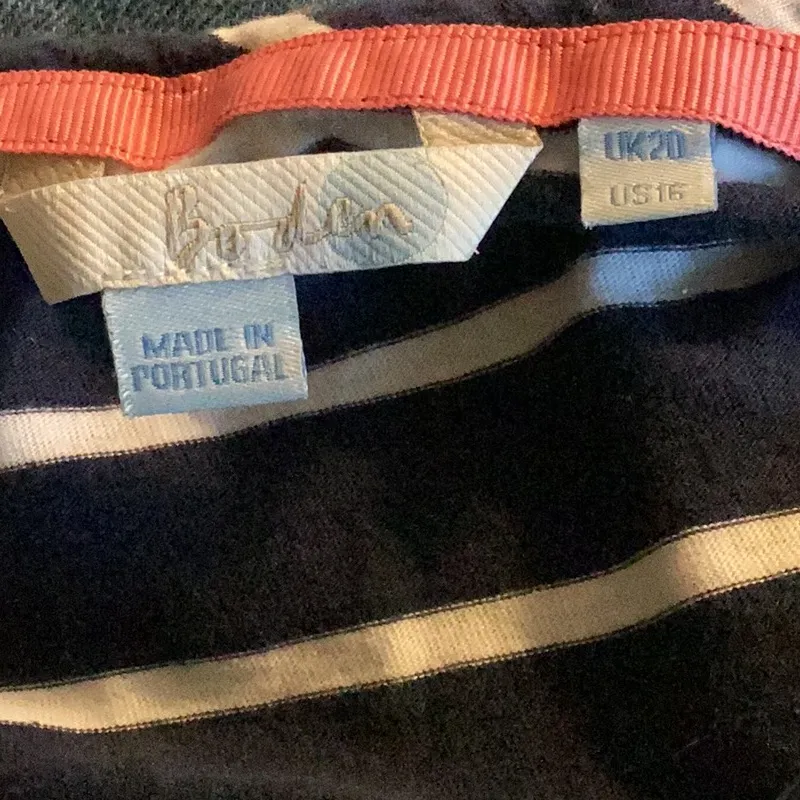 Boden
MADE IN
PORTUGAL
UK20
US16